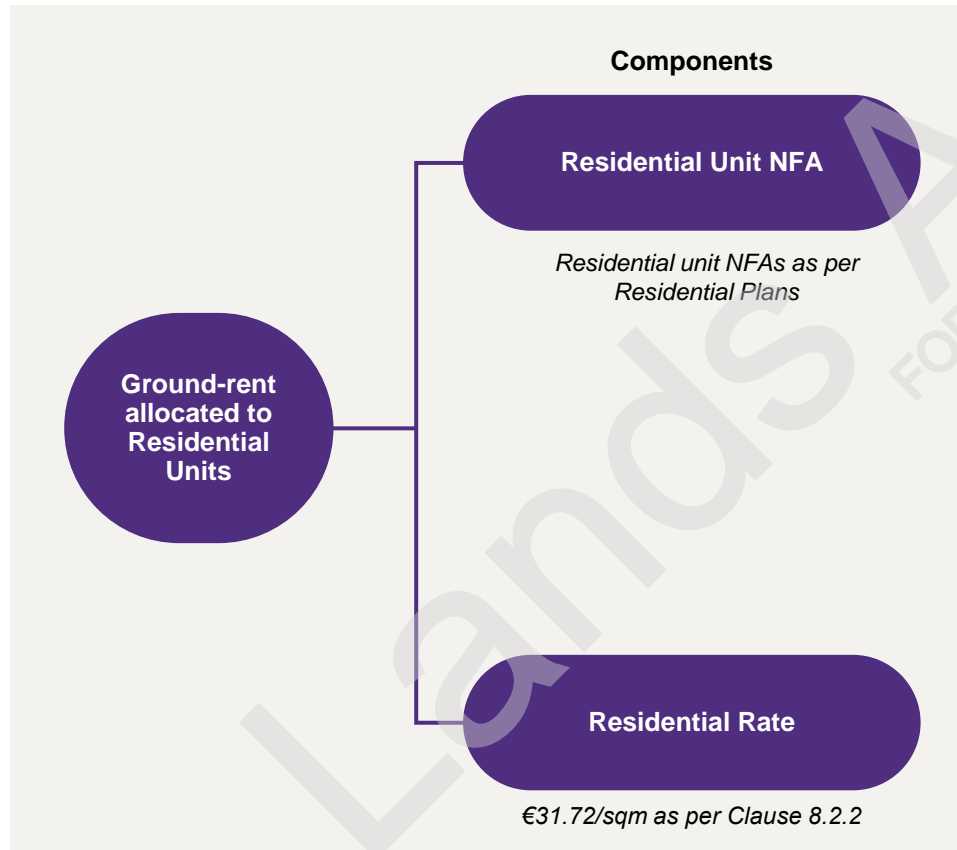 Components
Residential Unit NFA
Residential unit NFAs as per
Residential Plans
Ground-rent
allocated to
Residential
Units
Residential Rate
€31.72/sqm as per Clause 8.2.2
Lands A